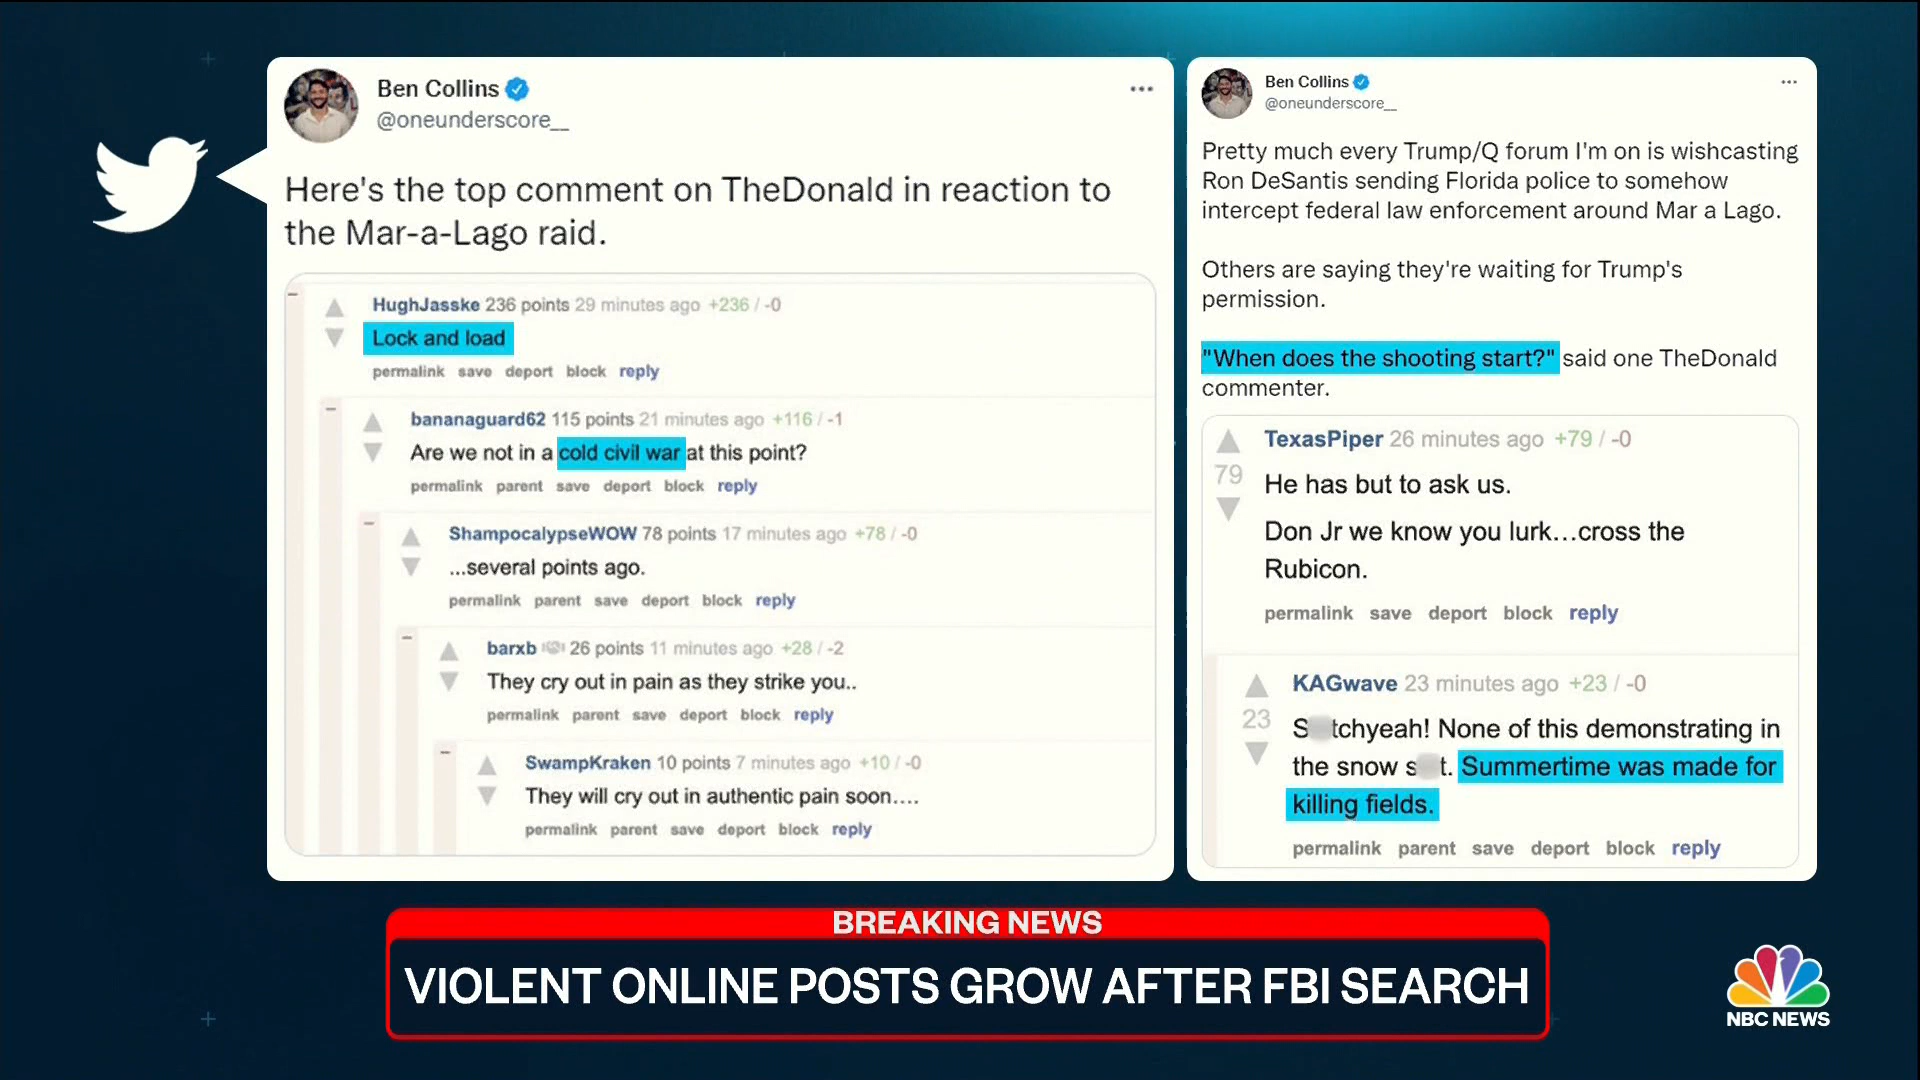 Ben Collins
@oneunderscore__
Here's the top comment on TheDonald in reaction to
the Mar-a-Lago raid.
HughJasske 236 points 29 minutes ago +236 / -0
Lock and load
permalink save deport block reply
bananaguard62 115 points 21 minutes ago +116 / -1
Are we not in a cold civil war at this point?
permalink parent save deport block reply
ShampocalypseWOW 78 points 17 minutes ago +78 / -0
...several points ago.
permalink parent save deport block reply
barxb 26 points 11 minutes ago +28 / -2
They cry out in pain as they strike you..
permalink parent save deport block reply
SwampKraken 10 points 7 minutes ago +10 / -0
They will cry out in authentic pain soon....
permalink parent save deport block reply
Ben Collins
@oneunderscore__
Pretty much every Trump/Q forum I'm on is wishcasting
Ron DeSantis sending Florida police to somehow
intercept federal law enforcement around Mar a Lago.
Others are saying they're waiting for Trump's
permission.
"When does the shooting start?" said one TheDonald
commenter.
TexasPiper 26 minutes ago +79 / -0
79
He has but to ask us.
Don Jr we know you lurk...cross the
Rubicon.
permalink save deport block reply
KAGwave 23 minutes ago +23 / -0
23
S tchyeah! None of this demonstrating in
the snow s t. Summertime was made for
killing fields.
permalink parent save deport block reply
BREAKING NEWS
VIOLENT ONLINE POSTS GROW AFTER FBI SEARCH
NBC NEWS